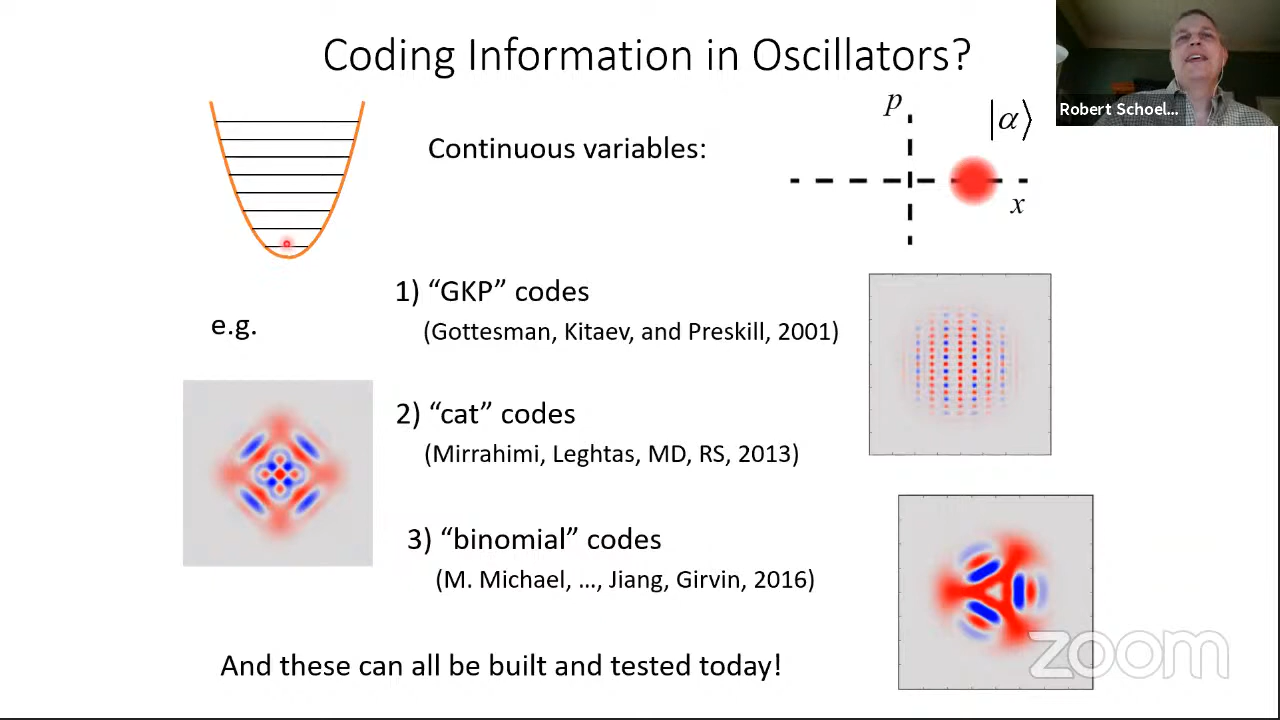 Coding Information in Oscillators?
Robert Schoel...
Continuous variables:
p
|α⟩
x
1) “GKP” codes
(Gottesman, Kitaev, and Preskill, 2001)
e.g.
2) “cat” codes
(Mirrahimi, Leghtas, MD, RS, 2013)
3) “binomial” codes
(M. Michael, …, Jiang, Girvin, 2016)
And these can all be built and tested today!
zoom